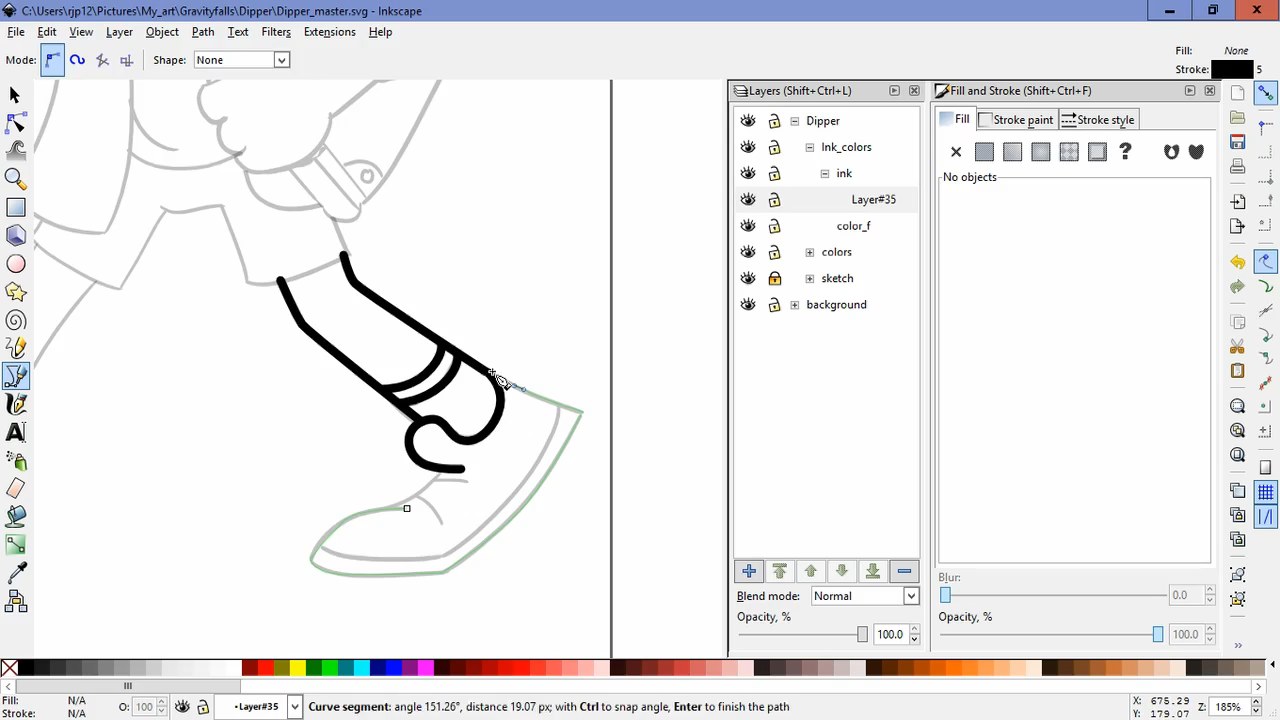 C:\Users\rjp12\Pictures\My_art\Gravityfalls\Dipper\Dipper_master.svg - Inkscape
File Edit View Layer Object Path Text Filters Extensions Help
Mode: Shape: None
Fill: None
Stroke: 5
Layers (Shift+Ctrl+L)
Dipper
Ink_colors
ink
Layer#35
color_f
colors
sketch
background
Blend mode: Normal
Opacity, %
100.0
Fill and Stroke (Shift+Ctrl+F)
Fill Stroke paint Stroke style
?
No objects
Blur:
0.0
Opacity, %
100.0
Fill: N/A
Stroke: N/A
O: 100
•Layer#35
Curve segment: angle 151.26°, distance 19.07 px; with Ctrl to snap angle, Enter to finish the path
X: 675.29
Y: 179.07
Z: 185%